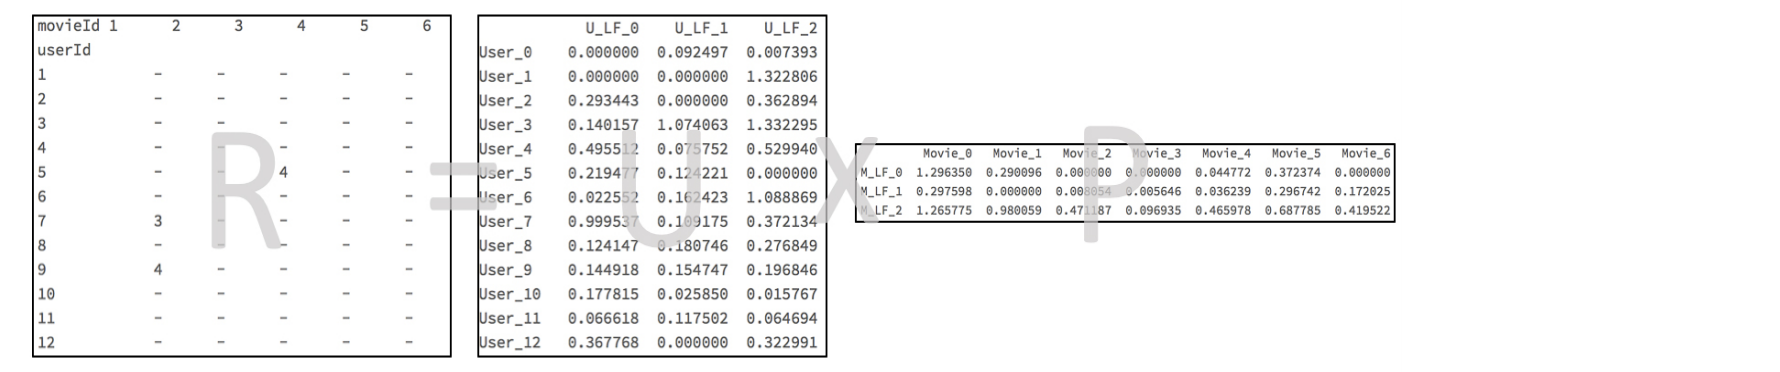 movieId 1 2 3 4 5 6
userId
1 - - - - -
2 - - - - -
3 - - - - -
4 - - - - -
5 - - 4 - -
6 - - - - -
7 3 - - - -
8 - - - - -
9 4 - - - -
10 - - - - -
11 - - - - -
12 - - - - -
R = U x P
U_LF_0 U_LF_1 U_LF_2
User_0 0.000000 0.092497 0.007393
User_1 0.000000 0.000000 1.322806
User_2 0.293443 0.000000 0.362894
User_3 0.140157 1.074063 1.332295
User_4 0.495512 0.075752 0.529940
User_5 0.219477 0.124221 0.000000
User_6 0.022552 0.162423 1.088869
User_7 0.999537 0.109175 0.372134
User_8 0.124147 0.180746 0.276849
User_9 0.144918 0.154747 0.196846
User_10 0.177815 0.025850 0.015767
User_11 0.066618 0.117502 0.064694
User_12 0.367768 0.000000 0.322991
Movie_0 Movie_1 Movie_2 Movie_3 Movie_4 Movie_5 Movie_6
M_LF_0 1.296350 0.290096 0.000000 0.000000 0.044772 0.372374 0.000000
M_LF_1 0.297598 0.000000 0.008054 0.005646 0.036239 0.296742 0.172025
M_LF_2 1.265775 0.980059 0.471187 0.096935 0.465978 0.687785 0.419522